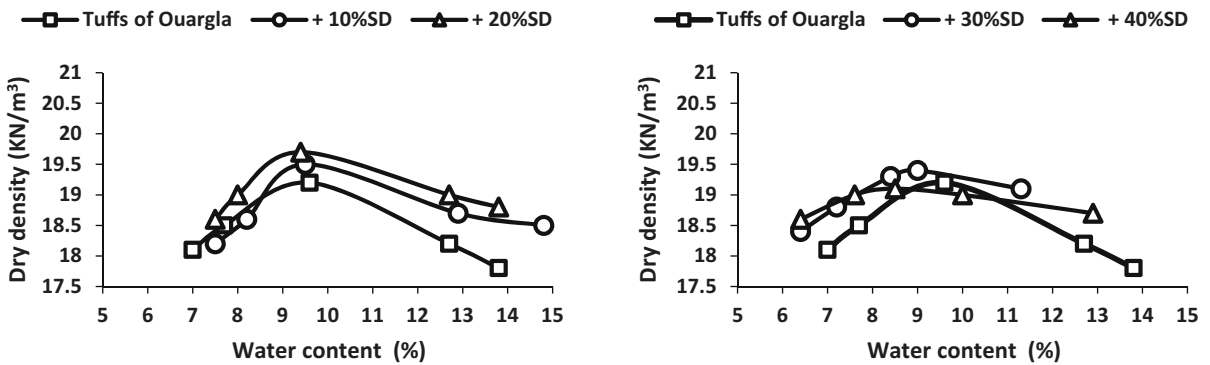 Tuffs of Ouargla + 10%SD + 20%SD
Dry density (KN/m³)
21
20.5
20
19.5
19
18.5
18
17.5
5 6 7 8 9 10 11 12 13 14 15
Water content (%)
Tuffs of Ouargla + 30%SD + 40%SD
Dry density (KN/m³)
21
20.5
20
19.5
19
18.5
18
17.5
5 6 7 8 9 10 11 12 13 14 15
Water content (%)